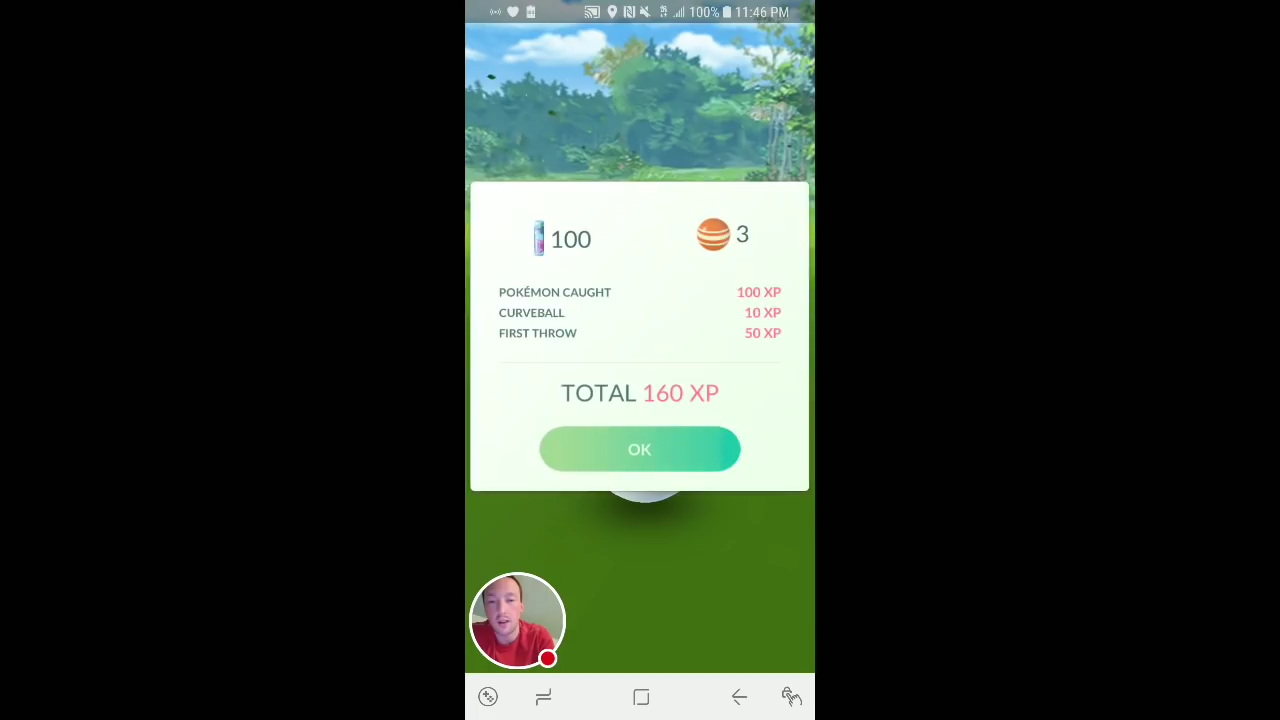 100% 11:46 PM
100 3
POKÉMON CAUGHT 100 XP
CURVEBALL 10 XP
FIRST THROW 50 XP
TOTAL 160 XP
OK